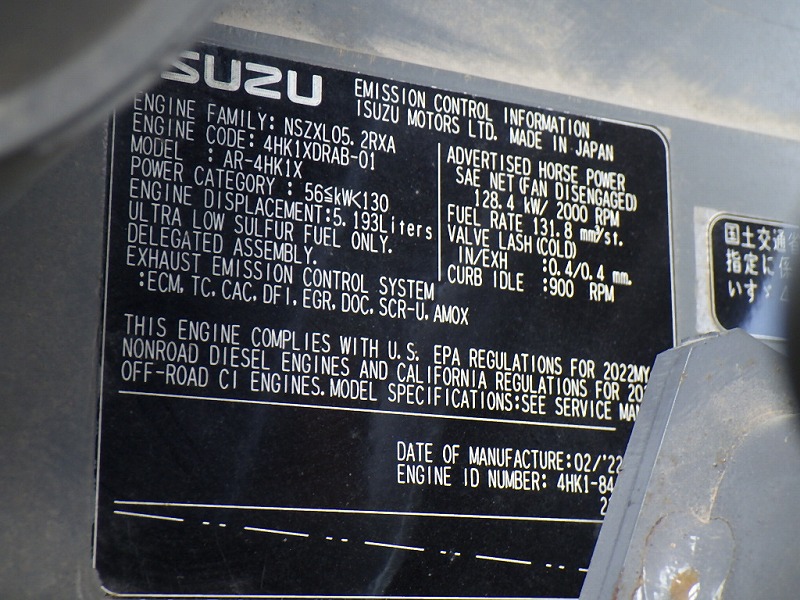 ISUZU
EMISSION CONTROL INFORMATION
ISUZU MOTORS LTD. MADE IN JAPAN
ENGINE FAMILY: NSZXL05.2RXA
ENGINE CODE: 4HK1XDRAB-01
MODEL : AR-4HK1X
POWER CATEGORY : 56≦kW<130
ENGINE DISPLACEMENT:5.193Liters
ULTRA LOW SULFUR FUEL ONLY.
DELEGATED ASSEMBLY.
EXHAUST EMISSION CONTROL SYSTEM
:ECM, TC, CAC, DFI, EGR, DOC, SCR-U, AMOX
ADVERTISED HORSE POWER
SAE NET(FAN DISENGAGED)
128.4 kW/ 2000 RPM
FUEL RATE 131.8 mm³/st.
VALVE LASH(COLD)
IN/EXH :0.4/0.4 mm.
CURB IDLE :900 RPM
THIS ENGINE COMPLIES WITH U.S. EPA REGULATIONS FOR 2022MY
NONROAD DIESEL ENGINES AND CALIFORNIA REGULATIONS FOR 20
OFF-ROAD CI ENGINES. MODEL SPECIFICATIONS:SEE SERVICE MAN
DATE OF MANUFACTURE:02/'22
ENGINE ID NUMBER: 4HK1-84
国土交通省
指定に係
いす